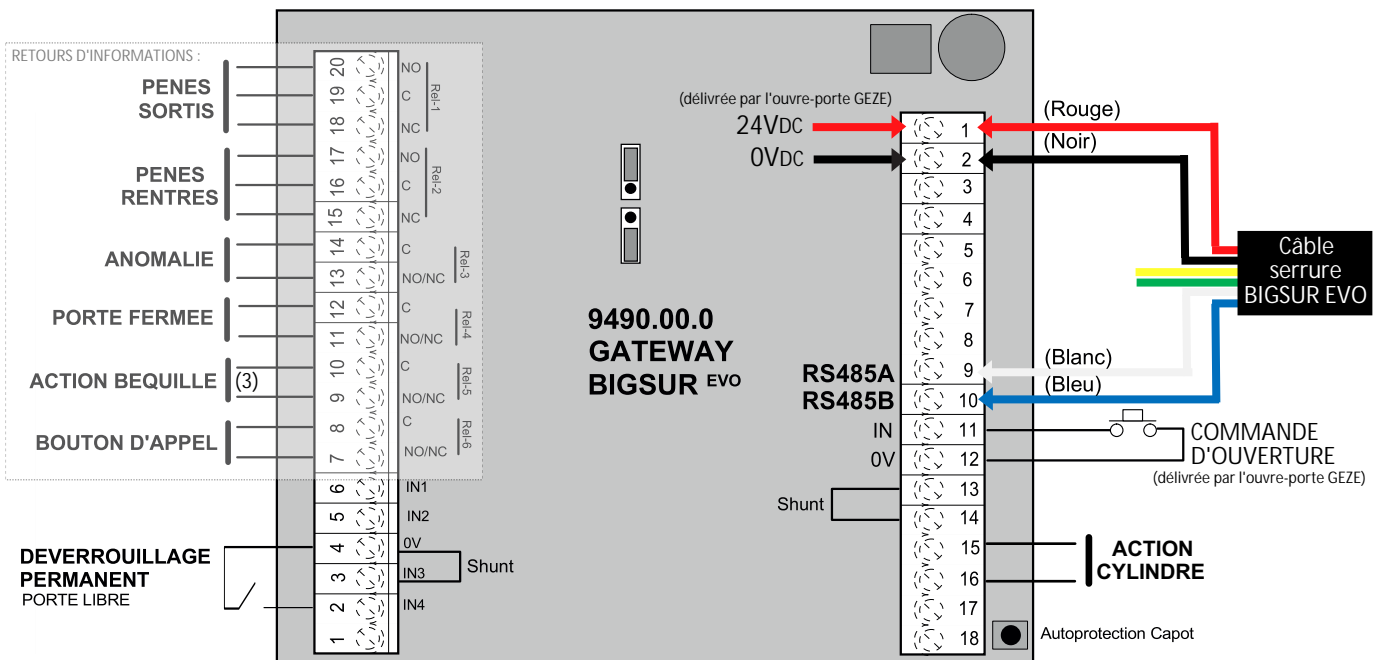 RETOURS D'INFORMATIONS :
PENES
SORTIS
PENES
RENTRES
ANOMALIE
PORTE FERMEE
ACTION BEQUILLE (3)
BOUTON D'APPEL
DEVERROUILLAGE
PERMANENT
PORTE LIBRE
20 NO
19 C
18 NC
Rel-1
17 NO
16 C
15 NC
Rel-2
14 C
13 NO/NC
Rel-3
12 C
11 NO/NC
Rel-4
10 C
9 NO/NC
Rel-5
8 C
7 NO/NC
Rel-6
6 IN1
5 IN2
4 0V
3 IN3
Shunt
2 IN4
1
9490.00.0
GATEWAY
BIGSUR EVO
(délivrée par l'ouvre-porte GEZE)
24VDC
0VDC
RS485A
RS485B
IN
0V
Shunt
1
2
3
4
5
6
7
8
9
10
11
12
13
14
15
16
17
18
(Rouge)
(Noir)
Câble
serrure
BIGSUR EVO
(Blanc)
(Bleu)
COMMANDE
D'OUVERTURE
(délivrée par l'ouvre-porte GEZE)
ACTION
CYLINDRE
Autoprotection Capot